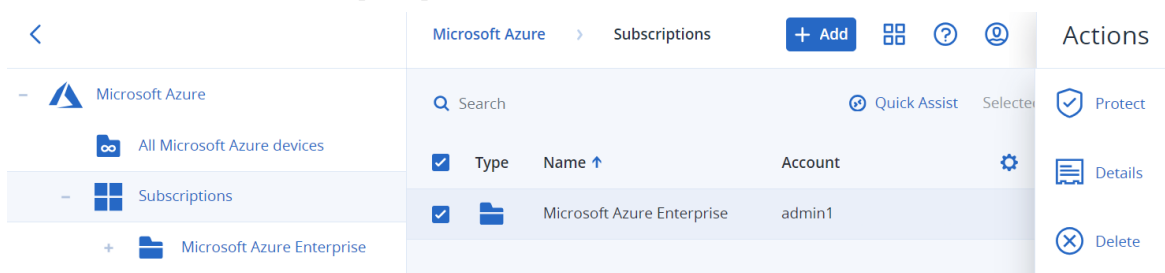 Microsoft Azure > Subscriptions
+ Add
Actions
Microsoft Azure
All Microsoft Azure devices
Subscriptions
Microsoft Azure Enterprise
Search
Quick Assist
Type Name ↑ Account
Microsoft Azure Enterprise admin1
Protect
Details
Delete